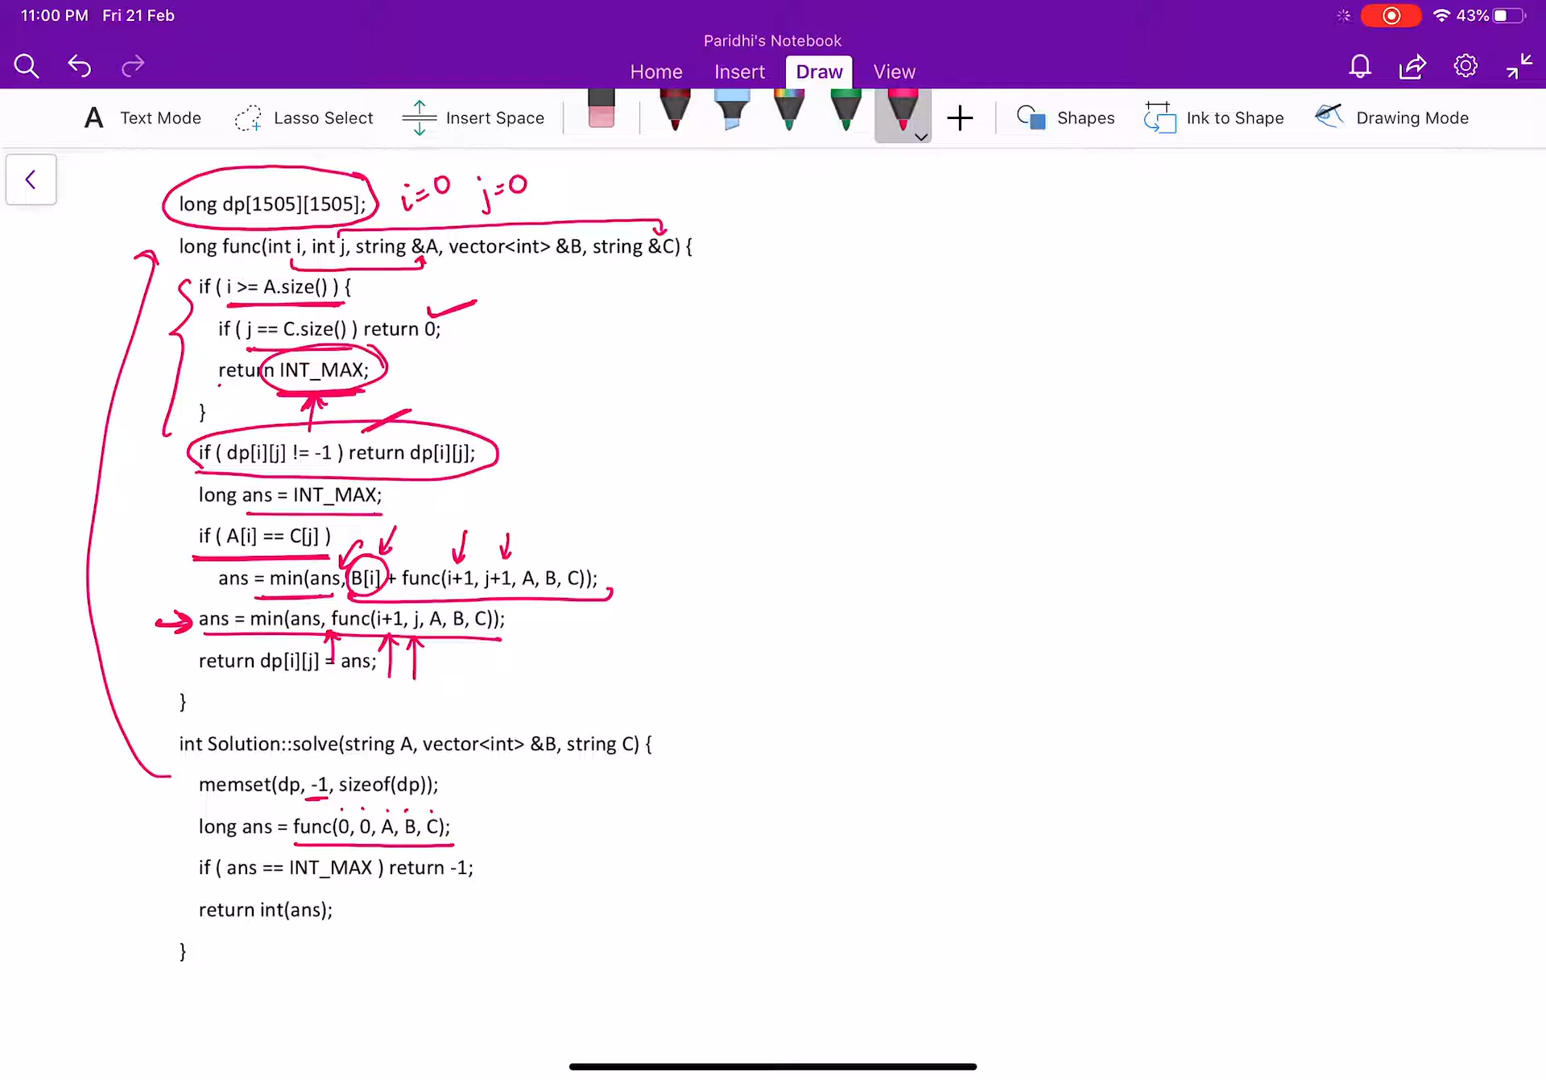 11:00 PM Fri 21 Feb
43%
Paridhi's Notebook
Home Insert Draw View
A Text Mode Lasso Select Insert Space Shapes Ink to Shape Drawing Mode
long dp[1505][1505]; i=0 j=0
long func(int i, int j, string &A, vector<int> &B, string &C) {
if ( i >= A.size() ) {
if ( j == C.size() ) return 0;
return INT_MAX;
}
if ( dp[i][j] != -1 ) return dp[i][j];
long ans = INT_MAX;
if ( A[i] == C[j] )
ans = min(ans, B[i] + func(i+1, j+1, A, B, C));
ans = min(ans, func(i+1, j, A, B, C));
return dp[i][j] = ans;
}
int Solution::solve(string A, vector<int> &B, string C) {
memset(dp, -1, sizeof(dp));
long ans = func(0, 0, A, B, C);
if ( ans == INT_MAX ) return -1;
return int(ans);
}